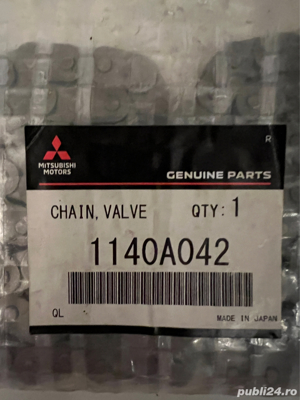 R
MITSUBISHI
MOTORS
GENUINE PARTS
CHAIN, VALVE QTY: 1
1140A042
QL MADE IN JAPAN
publi24.ro